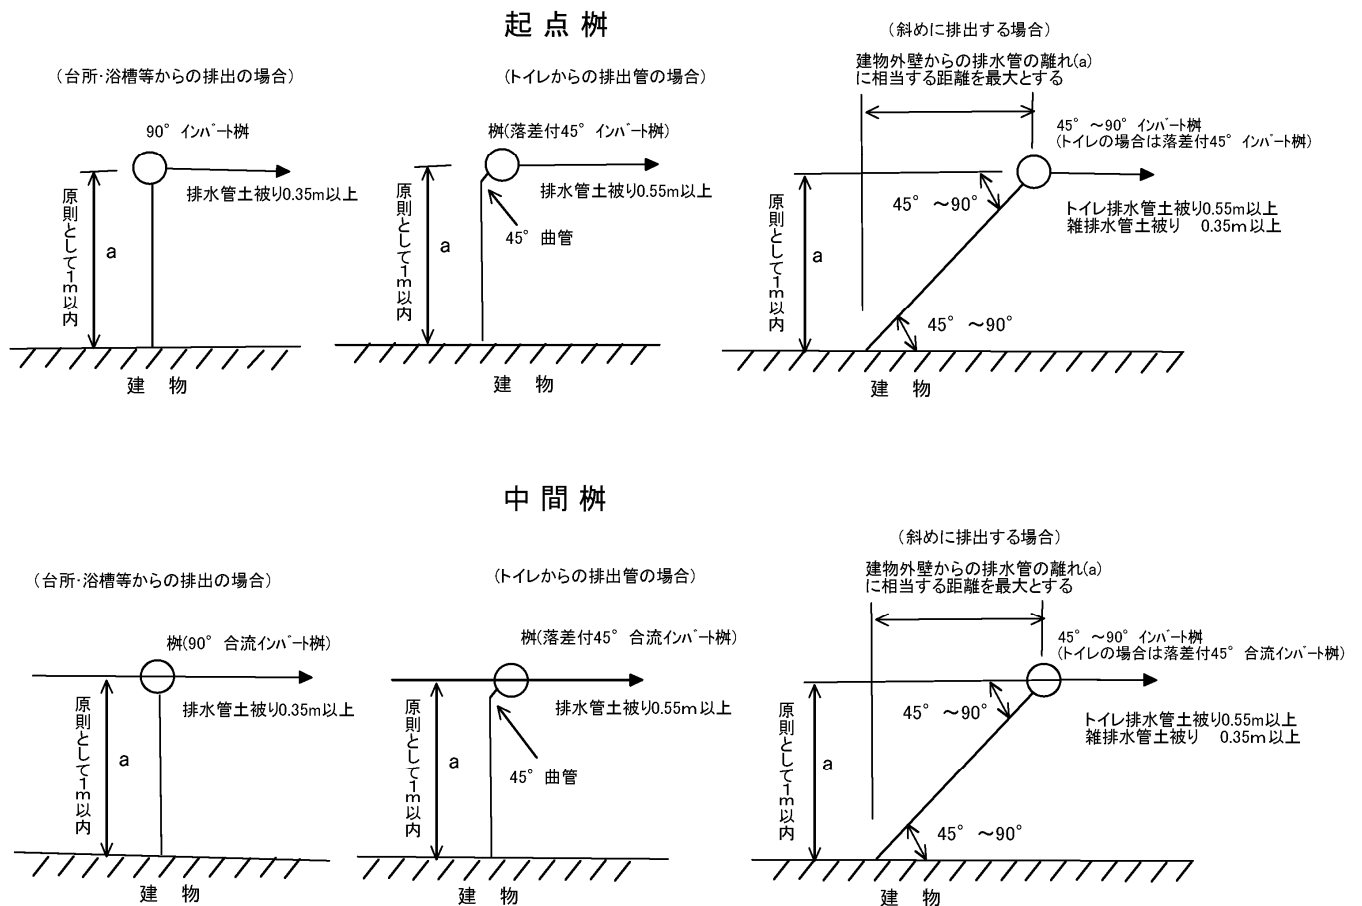 起点桝
(台所・浴槽等からの排出の場合)
90° インバート桝
排水管土被り0.35m以上
原則として1m以内
a
建物
(トイレからの排出管の場合)
桝(落差付45° インバート桝)
排水管土被り0.55m以上
45° 曲管
原則として1m以内
a
建物
(斜めに排出する場合)
建物外壁からの排水管の離れ(a)
に相当する距離を最大とする
45° ～90° インバート桝
(トイレの場合は落差付45° インバート桝)
45° ～90°
トイレ排水管土被り0.55m以上
雑排水管土被り 0.35m以上
原則として1m以内
a
45° ～90°
建物
中間桝
(台所・浴槽等からの排出の場合)
桝(90° 合流インバート桝)
排水管土被り0.35m以上
原則として1m以内
a
建物
(トイレからの排出管の場合)
桝(落差付45° 合流インバート桝)
排水管土被り0.55m以上
原則として1m以内
a
45° 曲管
建物
(斜めに排出する場合)
建物外壁からの排水管の離れ(a)
に相当する距離を最大とする
45° ～90° インバート桝
(トイレの場合は落差付45° 合流インバート桝)
45° ～90°
トイレ排水管土被り0.55m以上
雑排水管土被り 0.35m以上
原則として1m以内
a
45° ～90°
建物